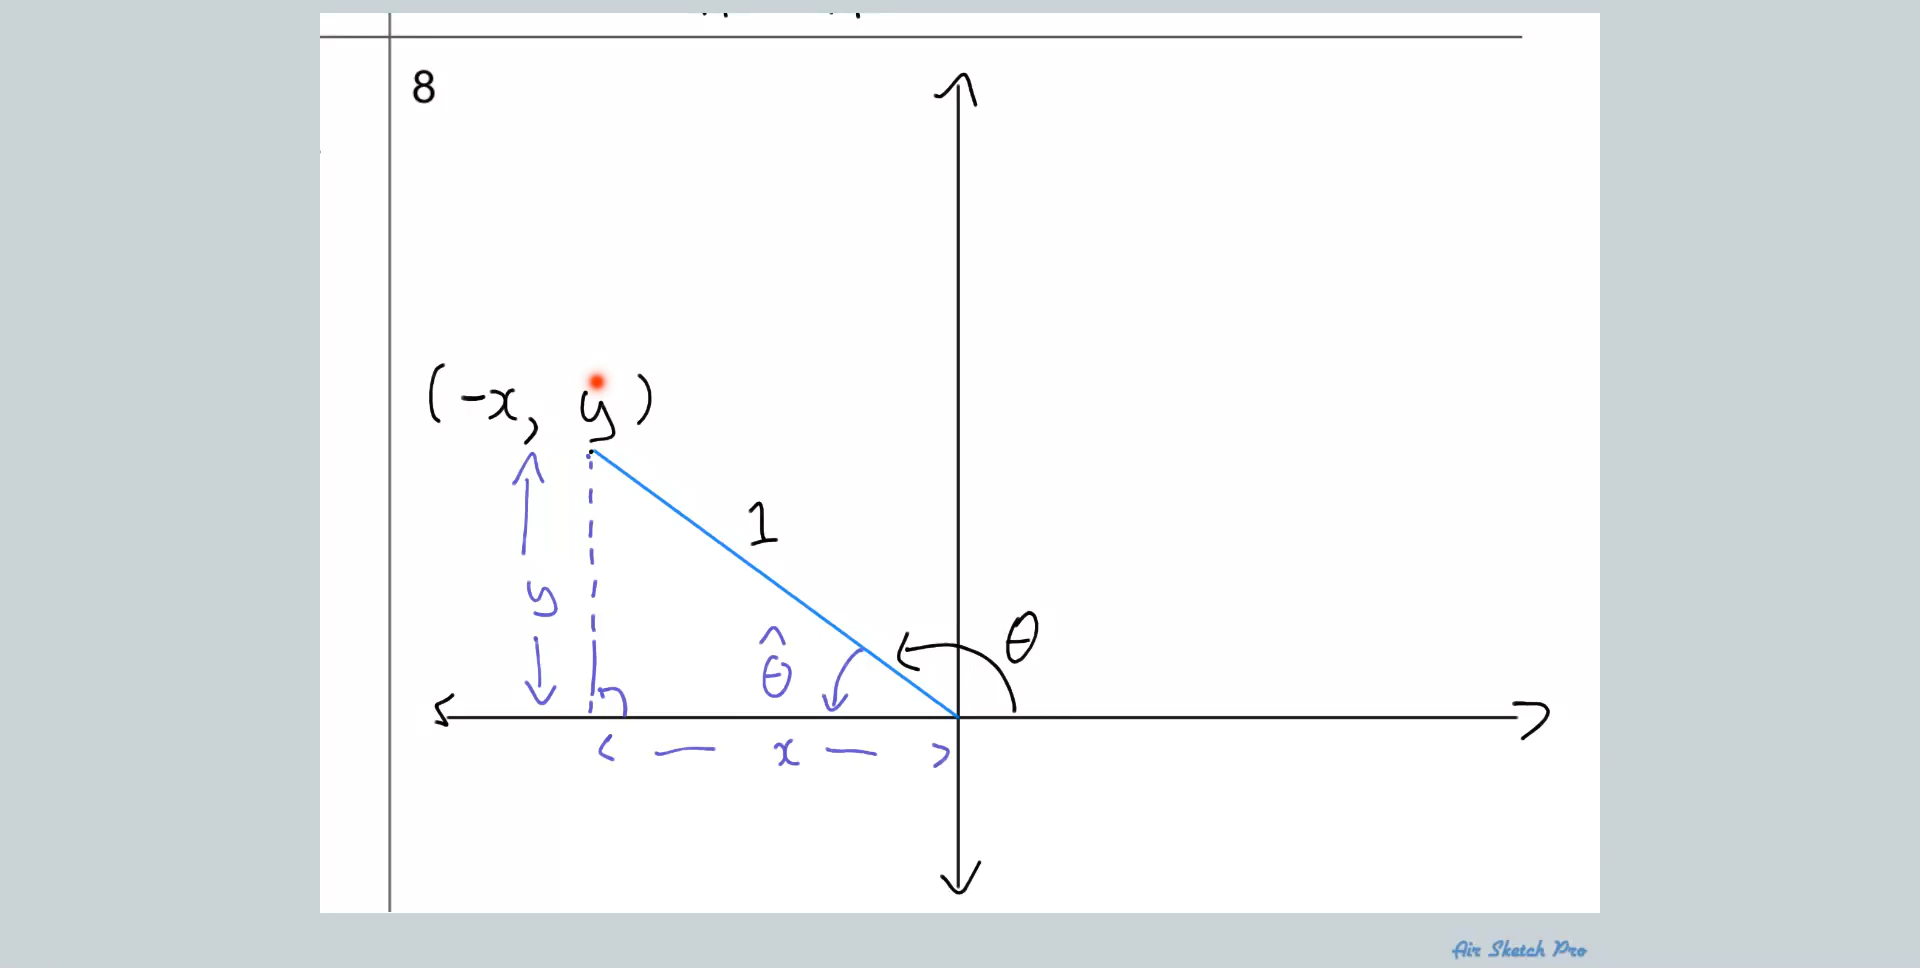 8
(-x, y)
1
y
θ̂
θ
x
Air Sketch Pro